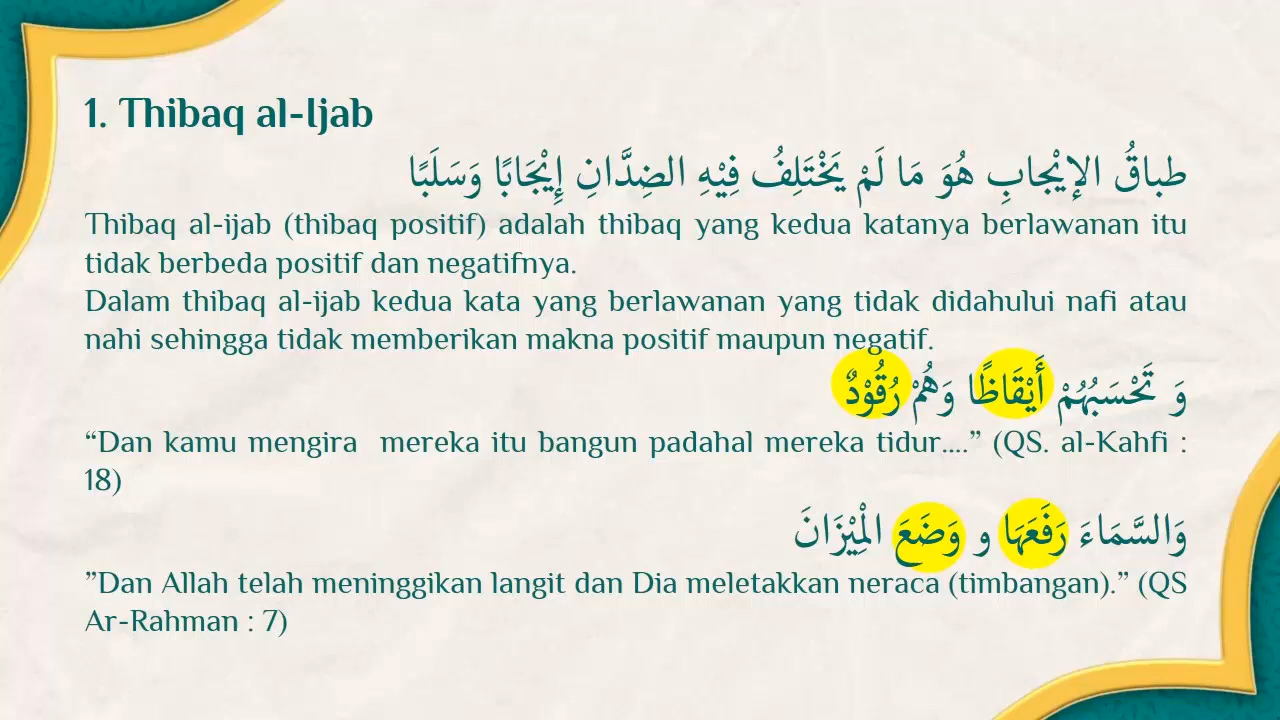 1. Thibaq al-Ijab
طباقُ الإيْجابِ هُوَ مَا لَمْ يَخْتَلِفُ فِيْهِ الضِدَّانِ إِيْجَابًا وَسَلَبًا
Thibaq al-ijab (thibaq positif) adalah thibaq yang kedua katanya berlawanan itu
tidak berbeda positif dan negatifnya.
Dalam thibaq al-ijab kedua kata yang berlawanan yang tidak didahului nafi atau
nahi sehingga tidak memberikan makna positif maupun negatif.
وَ تَحْسَبُهُمْ أَيْقَاظًا وَهُمْ رُقُوْدٌ
“Dan kamu mengira  mereka itu bangun padahal mereka tidur....” (QS. al-Kahfi :
18)
وَالسَّمَاءَ رَفَعَهَا و وَضَعَ الْمِيْزَانَ
”Dan Allah telah meninggikan langit dan Dia meletakkan neraca (timbangan).” (QS
Ar-Rahman : 7)